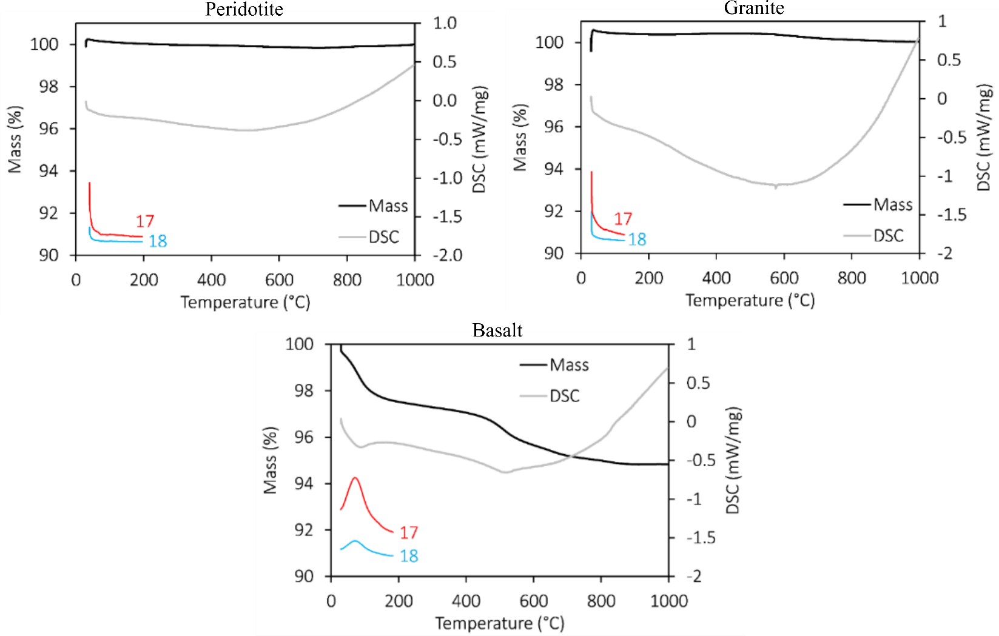 Peridotite
100
98
96
94
92
90
Mass (%)
1.0
0.5
0.0
-0.5
-1.0
-1.5
-2.0
DSC (mW/mg)
17
18
Mass
DSC
0 200 400 600 800 1000
Temperature (°C)
Granite
100
98
96
94
92
90
Mass (%)
1
0.5
0
-0.5
-1
-1.5
-2
DSC (mW/mg)
17
18
Mass
DSC
0 200 400 600 800 1000
Temperature (°C)
Basalt
100
98
96
94
92
90
Mass (%)
1
0.5
0
-0.5
-1
-1.5
-2
DSC (mW/mg)
Mass
DSC
17
18
0 200 400 600 800 1000
Temperature (°C)